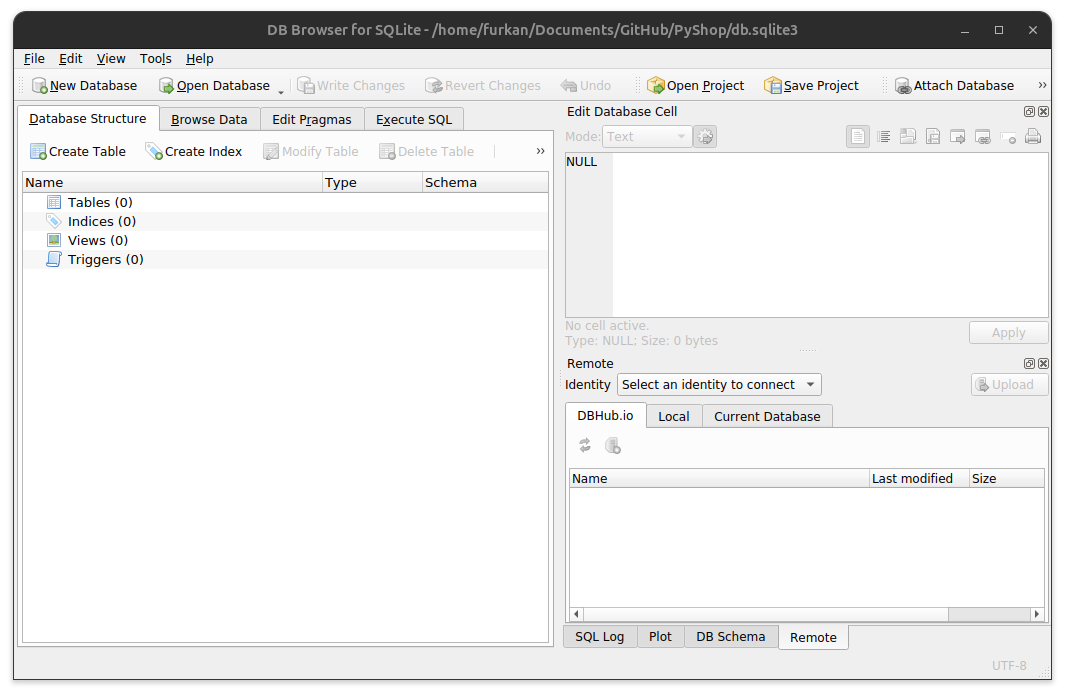 DB Browser for SQLite - /home/furkan/Documents/GitHub/PyShop/db.sqlite3
File Edit View Tools Help
New Database Open Database Write Changes Revert Changes Undo Open Project Save Project Attach Database »
Database Structure Browse Data Edit Pragmas Execute SQL
Create Table Create Index Modify Table Delete Table »
Name Type Schema
Tables (0)
Indices (0)
Views (0)
Triggers (0)
Edit Database Cell
Mode: Text
NULL
No cell active.
Type: NULL; Size: 0 bytes
Apply
Remote
Identity Select an identity to connect Upload
DBHub.io Local Current Database
Name Last modified Size
SQL Log Plot DB Schema Remote
UTF-8